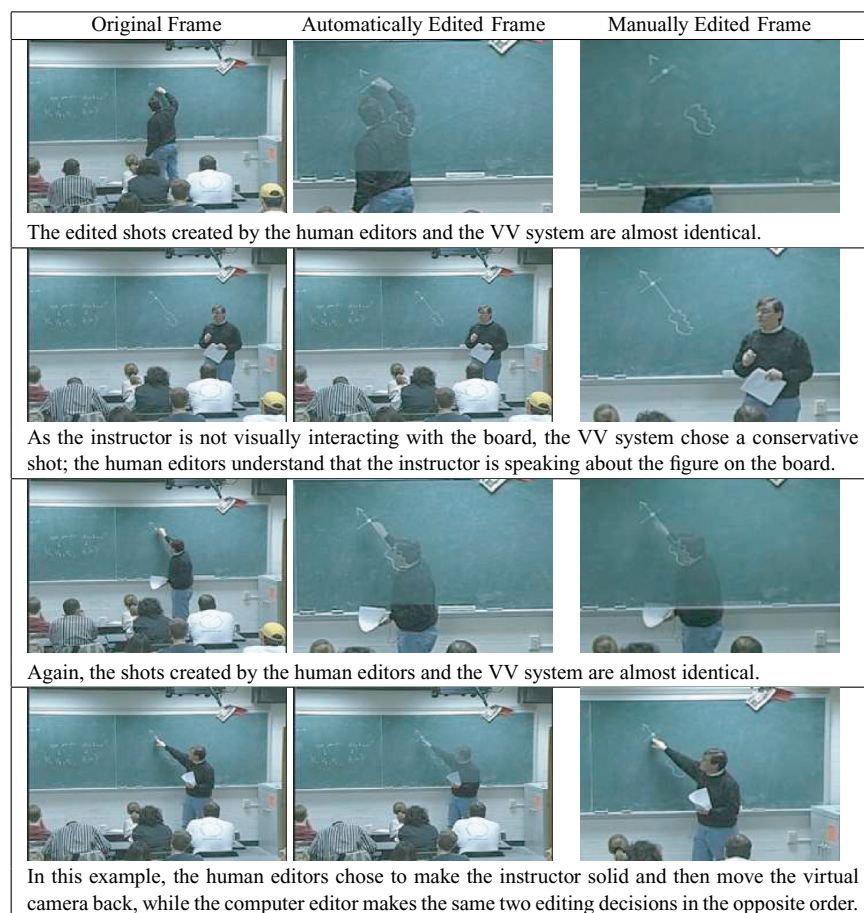 Original Frame Automatically Edited Frame Manually Edited Frame
The edited shots created by the human editors and the VV system are almost identical.
As the instructor is not visually interacting with the board, the VV system chose a conservative
shot; the human editors understand that the instructor is speaking about the figure on the board.
Again, the shots created by the human editors and the VV system are almost identical.
In this example, the human editors chose to make the instructor solid and then move the virtual
camera back, while the computer editor makes the same two editing decisions in the opposite order.